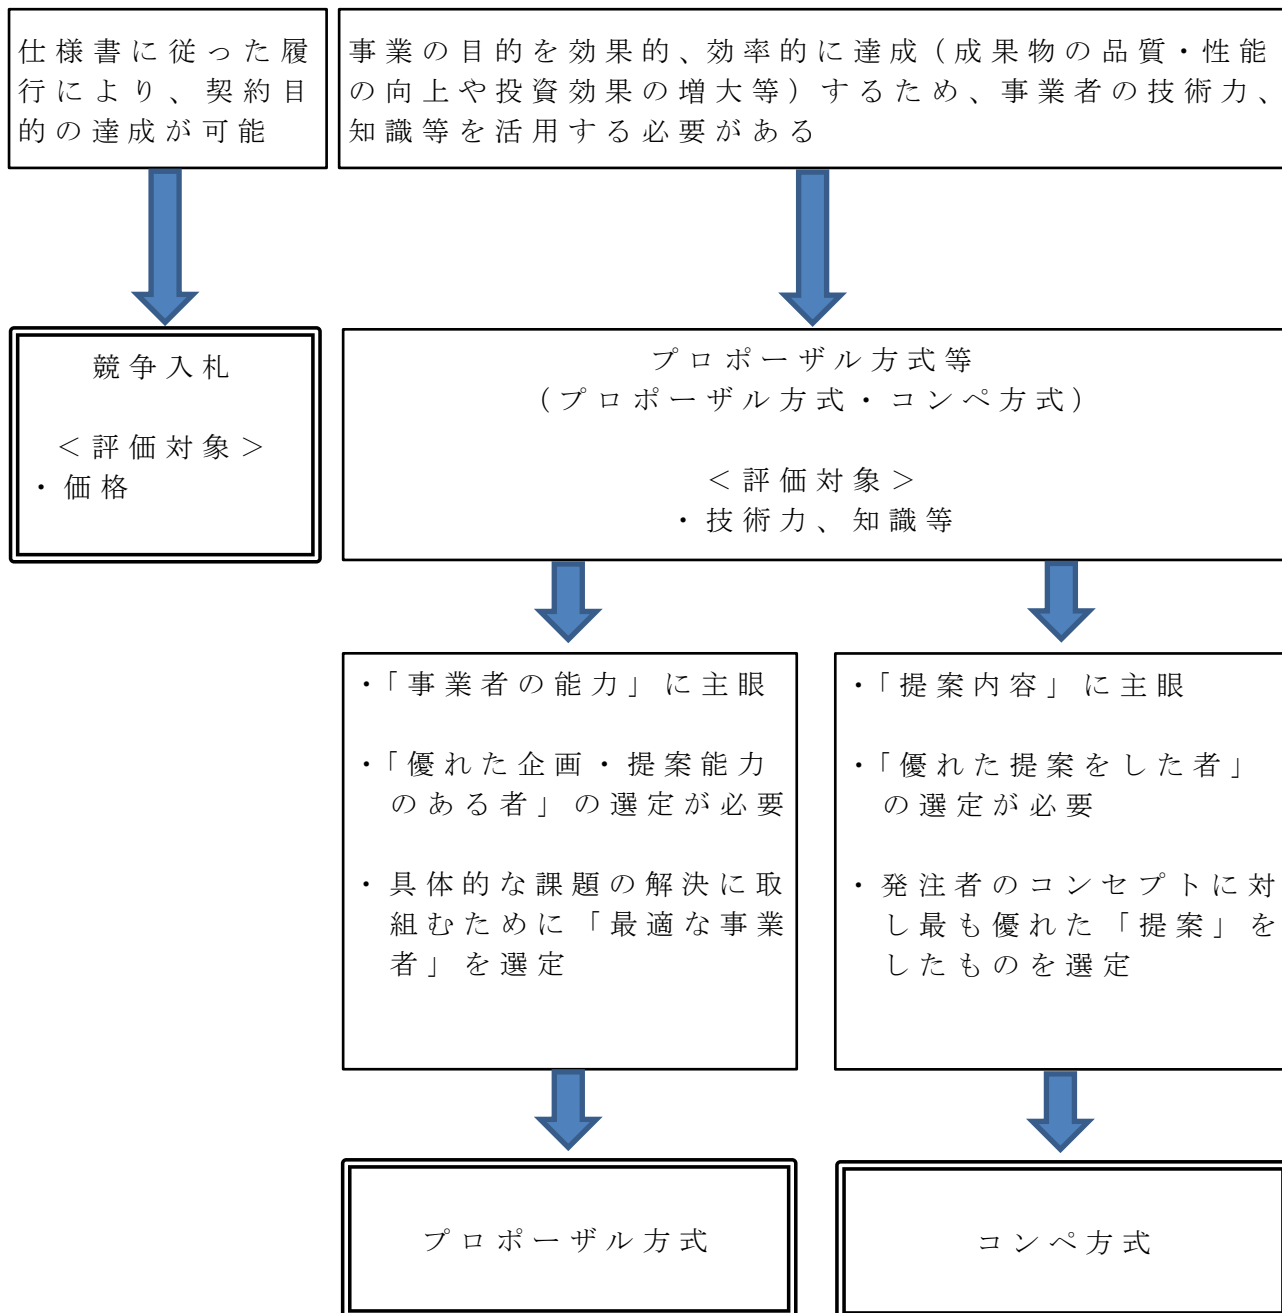 仕様書に従った履
行により、契約目
的の達成が可能
事業の目的を効果的、効率的に達成（成果物の品質・性能
の向上や投資効果の増大等）するため、事業者の技術力、
知識等を活用する必要がある
競争入札
＜評価対象＞
・価格
プロポーザル方式等
（プロポーザル方式・コンペ方式）
＜評価対象＞
・技術力、知識等
・「事業者の能力」に主眼
・「優れた企画・提案能力
のある者」の選定が必要
・具体的な課題の解決に取
組むために「最適な事業
者」を選定
・「提案内容」に主眼
・「優れた提案をした者」
の選定が必要
・発注者のコンセプトに対
し最も優れた「提案」を
したものを選定
プロポーザル方式
コンペ方式